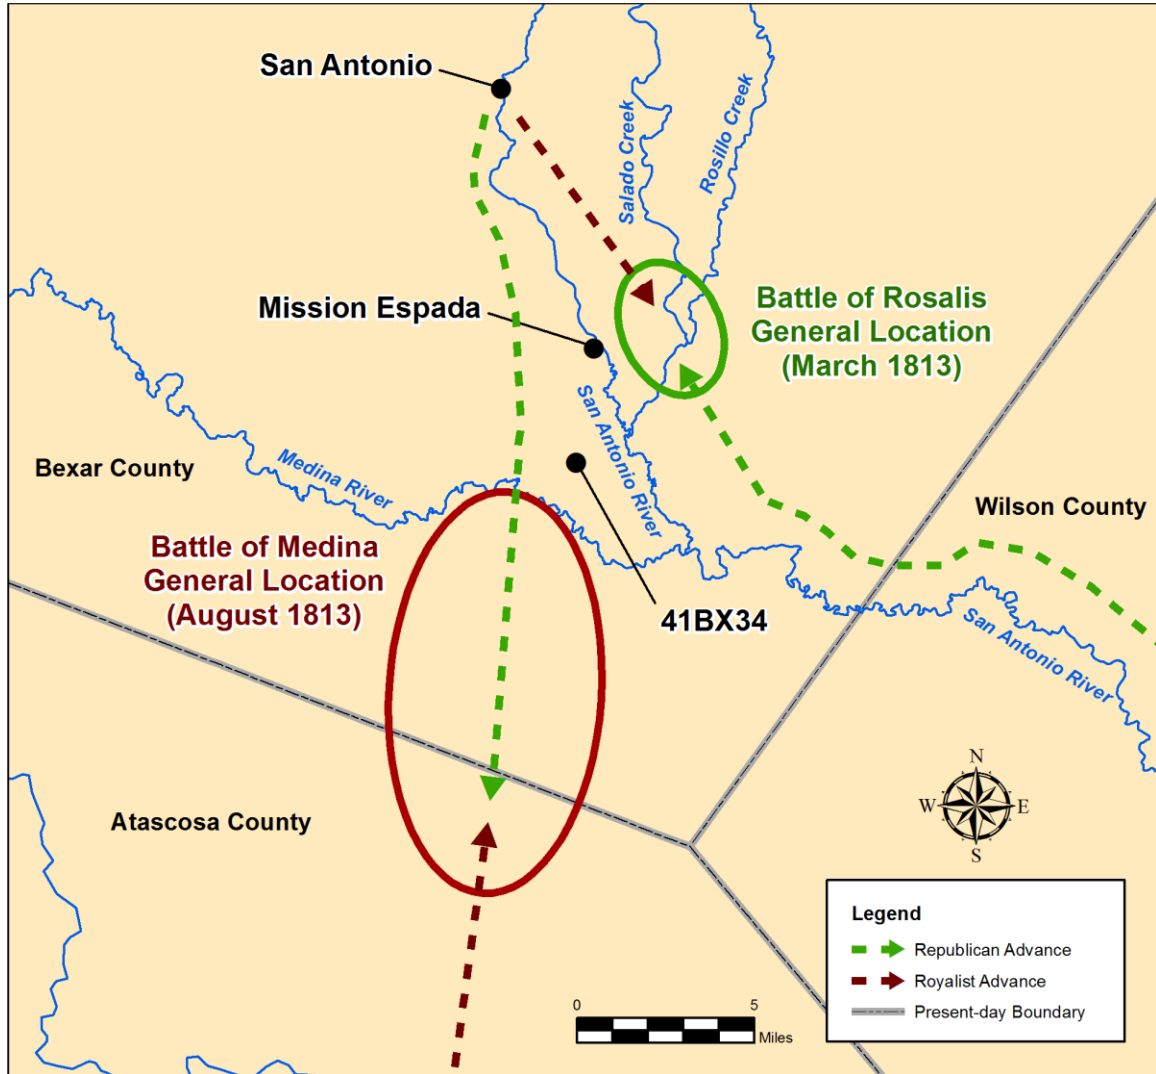 San Antonio
Salado Creek
Rosillo Creek
Mission Espada
Battle of Rosalis
General Location
(March 1813)
San Antonio River
Bexar County
Medina River
Wilson County
Battle of Medina
General Location
(August 1813)
41BX34
San Antonio River
Atascosa County
N
W
E
S
Legend
Republican Advance
Royalist Advance
Present-day Boundary
0
5
Miles